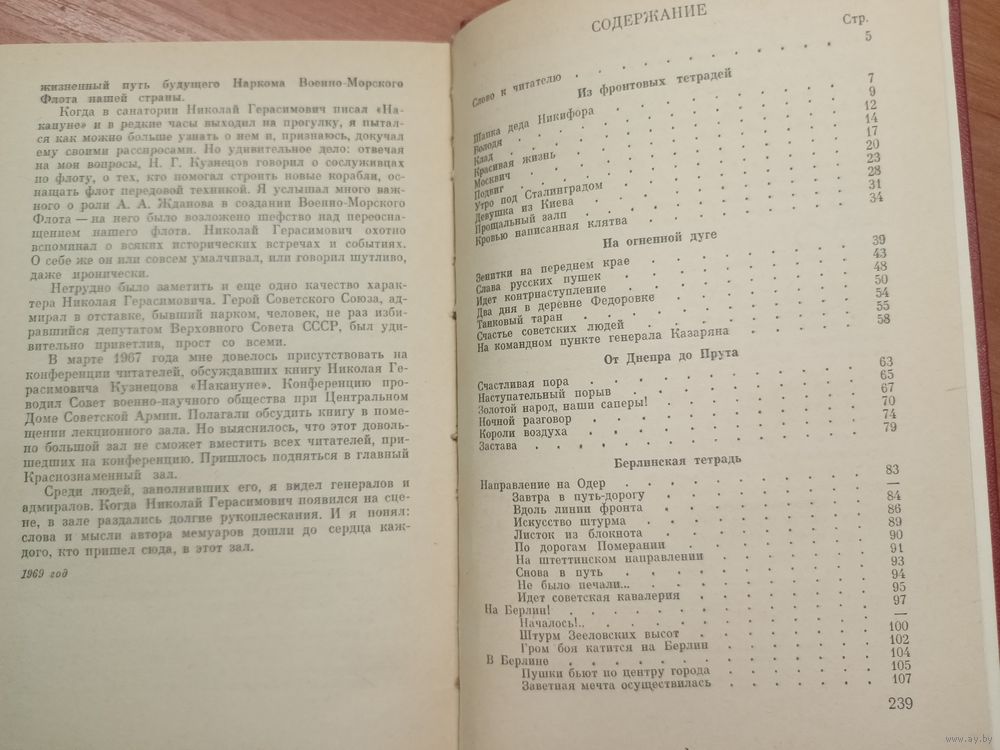 жизненный путь будущего Наркома Военно-Морского
Флота нашей страны.
Когда в санатории Николай Герасимович писал «На-
кануне» и в редкие часы выходил на прогулку, я пытал-
ся как можно больше узнать о нем и, признаюсь, докучал
ему своими расспросами. Но удивительное дело: отвечая
на мои вопросы, Н. Г. Кузнецов говорил о сослуживцах
по флоту, о тех, кто помогал строить новые корабли, ос-
нащать флот передовой техникой. Я услышал много важ-
ного о роли А. А. Жданова в создании Военно-Морского
Флота — на него было возложено шефство над переосна-
щением нашего флота. Николай Герасимович охотно
вспоминал о всяких исторических встречах и событиях.
О себе же он или совсем умалчивал, или говорил шутливо,
даже иронически.
Нетрудно было заметить и еще одно качество харак-
тера Николая Герасимовича. Герой Советского Союза, ад-
мирал в отставке, бывший нарком, человек, не раз изби-
равшийся депутатом Верховного Совета СССР, был уди-
вительно приветлив, прост со всеми.
В марте 1967 года мне довелось присутствовать на
конференции читателей, обсуждавших книгу Николая Ге-
расимовича Кузнецова «Накануне». Конференцию про-
водил Совет военно-научного общества при Центральном
Доме Советской Армии. Полагали обсудить книгу в поме-
щении лекционного зала. Но выяснилось, что этот доволь-
но большой зал не сможет вместить всех читателей, при-
шедших на конференцию. Пришлось подняться в главный
Краснознаменный зал.
Среди людей, заполнивших его, я видел генералов и
адмиралов. Когда Николай Герасимович появился на сце-
не, в зале раздались долгие рукоплескания. И я понял:
слова и мысли автора мемуаров дошли до сердца каж-
дого, кто пришел сюда, в этот зал.
1969 год
СОДЕРЖАНИЕ
Стр.
Слово к читателю . . . . . . . . 5
Из фронтовых тетрадей
Шапка деда Никифора . . . . . . . 7
Володя . . . . . . . . 9
Клад . . . . . . . . 12
Красивая жизнь . . . . . . . . 14
Москвич . . . . . . . . 17
Подвиг . . . . . . . . 20
Утро под Сталинградом . . . . . . . 23
Девушка из Киева . . . . . . . 28
Прощальный залп . . . . . . . 31
Кровью написанная клятва . . . . . . 34
На огненной дуге
Зенитки на переднем крае . . . . . . 39
Слава русских пушек . . . . . . . 43
Идет контрнаступление . . . . . . . 48
Два дня в деревне Федоровке . . . . . . 50
Танковый таран . . . . . . . 54
Счастье советских людей . . . . . . 55
На командном пункте генерала Казаряна . . . . 58
От Днепра до Прута
Счастливая пора . . . . . . . 63
Наступательный порыв . . . . . . . 65
Золотой народ, наши саперы! . . . . . . 67
Ночной разговор . . . . . . . 70
Короли воздуха . . . . . . . 74
Застава . . . . . . . . 79
Берлинская тетрадь
Направление на Одер . . . . . . . 83
Завтра в путь-дорогу . . . . . . —
Вдоль линии фронта . . . . . . 84
Искусство штурма . . . . . . 86
Листок из блокнота . . . . . . 89
По дорогам Померании . . . . . . 90
На штеттинском направлении . . . . . 91
Снова в путь . . . . . . . 93
Не было печали... . . . . . . 94
Идет советская кавалерия . . . . . 95
На Берлин! . . . . . . . . 97
Началось!.. . . . . . . . —
Штурм Зееловских высот . . . . . 100
Гром боя катится на Берлин . . . . . 102
В Берлине . . . . . . . . 104
Пушки бьют по центру города . . . . . 105
Заветная мечта осуществилась . . . . . 107
239
www.ay.by